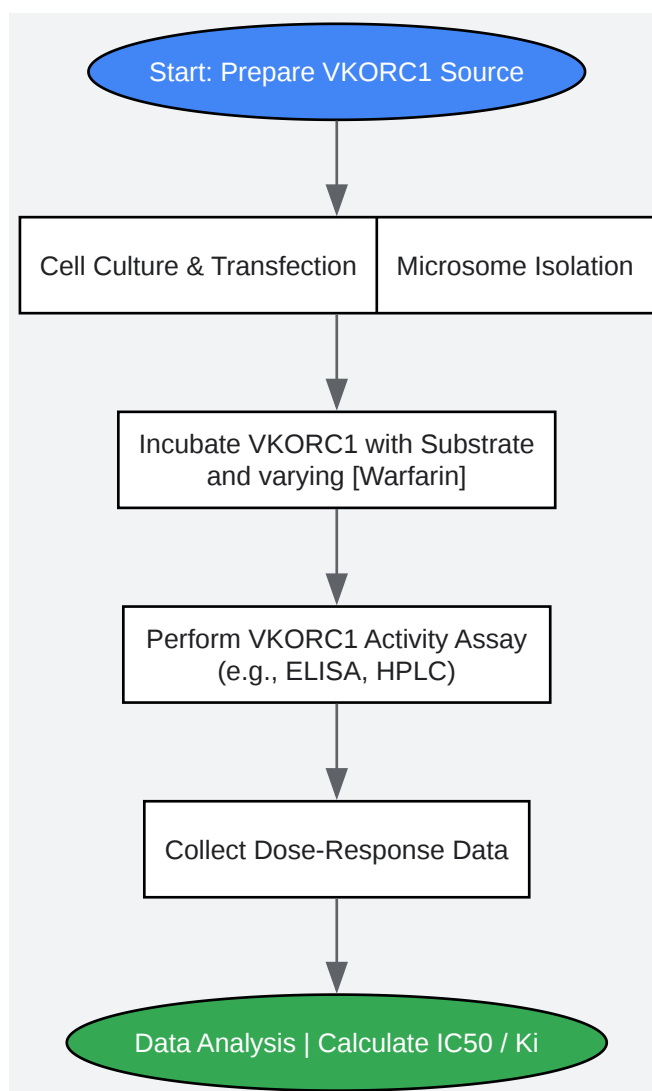 Start: Prepare VKORC1 Source
Cell Culture & Transfection
Microsome Isolation
Incubate VKORC1 with Substrate
and varying [Warfarin]
Perform VKORC1 Activity Assay
(e.g., ELISA, HPLC)
Collect Dose-Response Data
Data Analysis | Calculate IC50 / Ki